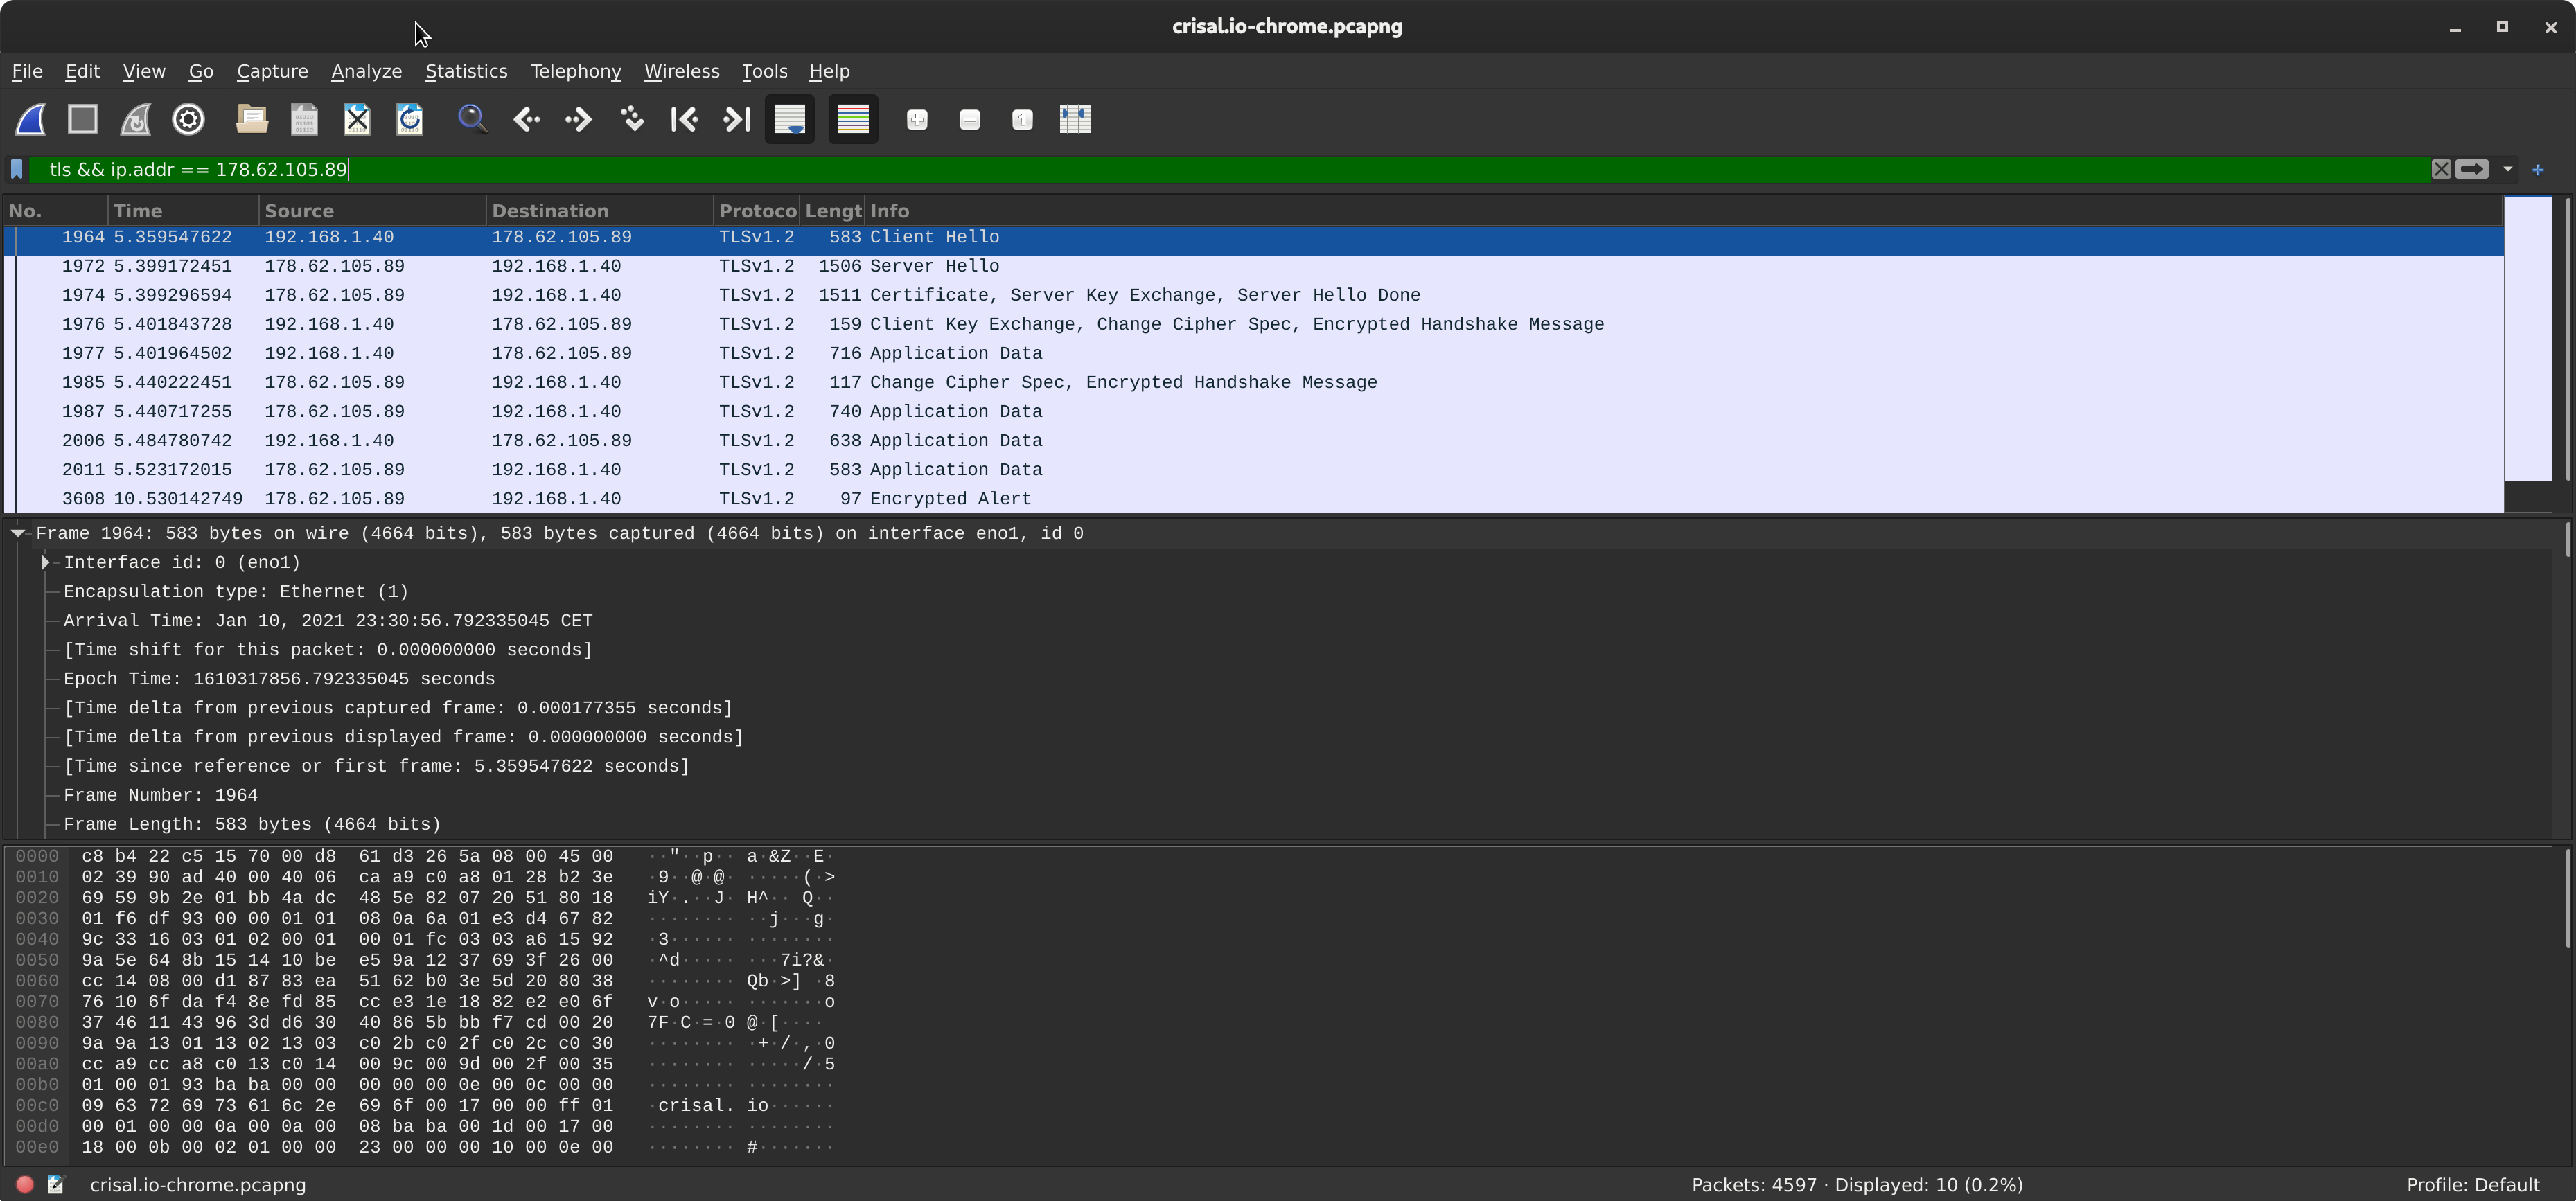 crisal.io-chrome.pcapng
File Edit View Go Capture Analyze Statistics Telephony Wireless Tools Help
tls && ip.addr == 178.62.105.89
No. Time Source Destination Protoco Lengt Info
1964 5.359547622 192.168.1.40 178.62.105.89 TLSv1.2 583 Client Hello
1972 5.399172451 178.62.105.89 192.168.1.40 TLSv1.2 1506 Server Hello
1974 5.399296594 178.62.105.89 192.168.1.40 TLSv1.2 1511 Certificate, Server Key Exchange, Server Hello Done
1976 5.401843728 192.168.1.40 178.62.105.89 TLSv1.2 159 Client Key Exchange, Change Cipher Spec, Encrypted Handshake Message
1977 5.401964502 192.168.1.40 178.62.105.89 TLSv1.2 716 Application Data
1985 5.440222451 178.62.105.89 192.168.1.40 TLSv1.2 117 Change Cipher Spec, Encrypted Handshake Message
1987 5.440717255 178.62.105.89 192.168.1.40 TLSv1.2 740 Application Data
2006 5.484780742 192.168.1.40 178.62.105.89 TLSv1.2 638 Application Data
2011 5.523172015 178.62.105.89 192.168.1.40 TLSv1.2 583 Application Data
3608 10.530142749 178.62.105.89 192.168.1.40 TLSv1.2 97 Encrypted Alert
Frame 1964: 583 bytes on wire (4664 bits), 583 bytes captured (4664 bits) on interface eno1, id 0
Interface id: 0 (eno1)
Encapsulation type: Ethernet (1)
Arrival Time: Jan 10, 2021 23:30:56.792335045 CET
[Time shift for this packet: 0.000000000 seconds]
Epoch Time: 1610317856.792335045 seconds
[Time delta from previous captured frame: 0.000177355 seconds]
[Time delta from previous displayed frame: 0.000000000 seconds]
[Time since reference or first frame: 5.359547622 seconds]
Frame Number: 1964
Frame Length: 583 bytes (4664 bits)
0000 c8 b4 22 c5 15 70 00 d8 61 d3 26 5a 08 00 45 00 ··"··p·· a·&Z··E·
0010 02 39 90 ad 40 00 40 06 ca a9 c0 a8 01 28 b2 3e ·9··@·@· ·····(·>
0020 69 59 9b 2e 01 bb 4a dc 48 5e 82 07 20 51 80 18 iY·.··J· H^·· Q··
0030 01 f6 df 93 00 00 01 01 08 0a 6a 01 e3 d4 67 82 ········ ··j···g·
0040 9c 33 16 03 01 02 00 01 00 01 fc 03 03 a6 15 92 ·3······ ········
0050 9a 5e 64 8b 15 14 10 be e5 9a 12 37 69 3f 26 00 ·^d····· ···7i?&·
0060 cc 14 08 00 d1 87 83 ea 51 62 b0 3e 5d 20 80 38 ········ Qb·>] ·8
0070 76 10 6f da f4 8e fd 85 cc e3 1e 18 82 e2 e0 6f v·o····· ·······o
0080 37 46 11 43 96 3d d6 30 40 86 5b bb f7 cd 00 20 7F·C·=·0 @·[····
0090 9a 9a 13 01 13 02 13 03 c0 2b c0 2f c0 2c c0 30 ········ ·+·/·,·0
00a0 cc a9 cc a8 c0 13 c0 14 00 9c 00 9d 00 2f 00 35 ········ ·····/·5
00b0 01 00 01 93 ba ba 00 00 00 00 00 0e 00 0c 00 00 ········ ········
00c0 09 63 72 69 73 61 6c 2e 69 6f 00 17 00 00 ff 01 ·crisal. io······
00d0 00 01 00 00 0a 00 0a 00 08 ba ba 00 1d 00 17 00 ········ ········
00e0 18 00 0b 00 02 01 00 00 23 00 00 00 10 00 0e 00 ········ #·······
crisal.io-chrome.pcapng
Packets: 4597 · Displayed: 10 (0.2%)
Profile: Default